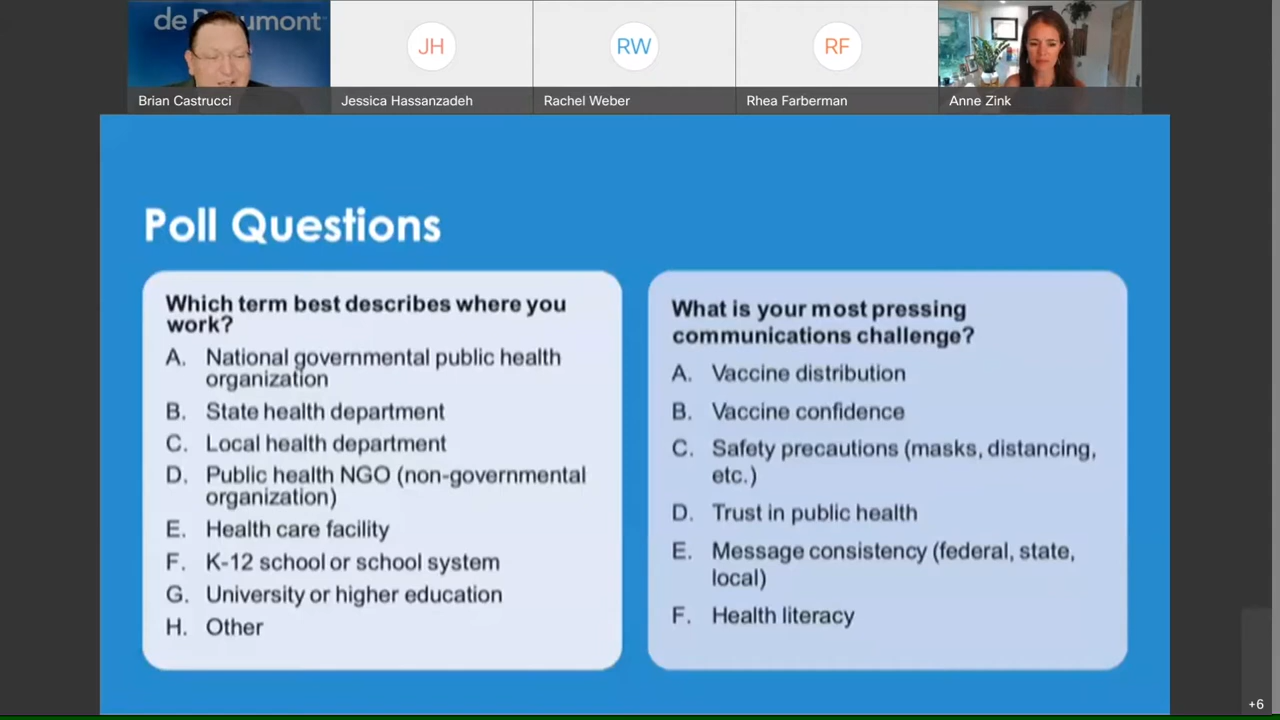 de Beaumont
JH
RW
RF
Brian Castrucci
Jessica Hassanzadeh
Rachel Weber
Rhea Farberman
Anne Zink
Poll Questions
Which term best describes where you
work?
A. National governmental public health
organization
B. State health department
C. Local health department
D. Public health NGO (non-governmental
organization)
E. Health care facility
F. K-12 school or school system
G. University or higher education
H. Other
What is your most pressing
communications challenge?
A. Vaccine distribution
B. Vaccine confidence
C. Safety precautions (masks, distancing,
etc.)
D. Trust in public health
E. Message consistency (federal, state,
local)
F. Health literacy
+6